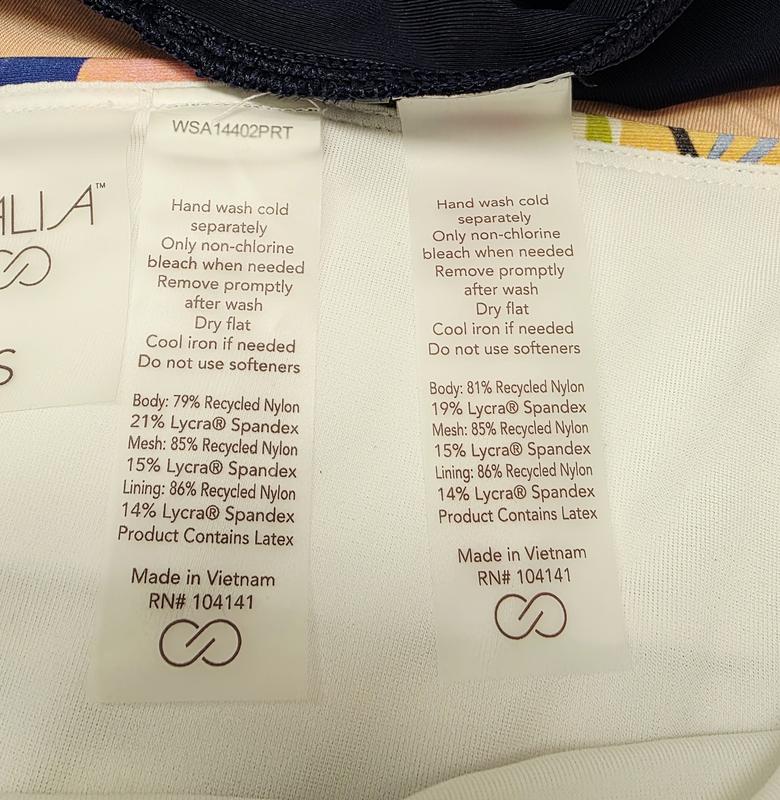 ALIA™
S
WSA14402PRT
Hand wash cold
separately
Only non-chlorine
bleach when needed
Remove promptly
after wash
Dry flat
Cool iron if needed
Do not use softeners
Body: 79% Recycled Nylon
21% Lycra® Spandex
Mesh: 85% Recycled Nylon
15% Lycra® Spandex
Lining: 86% Recycled Nylon
14% Lycra® Spandex
Product Contains Latex
Made in Vietnam
RN# 104141
Hand wash cold
separately
Only non-chlorine
bleach when needed
Remove promptly
after wash
Dry flat
Cool iron if needed
Do not use softeners
Body: 81% Recycled Nylon
19% Lycra® Spandex
Mesh: 85% Recycled Nylon
15% Lycra® Spandex
Lining: 86% Recycled Nylon
14% Lycra® Spandex
Product Contains Latex
Made in Vietnam
RN# 104141